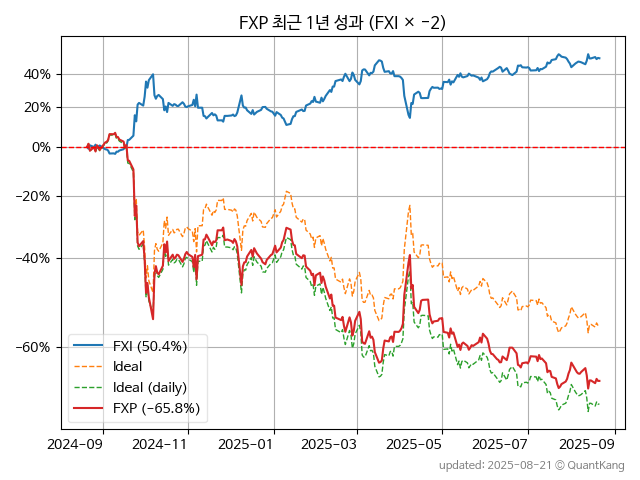 FXP 최근 1년 성과 (FXI × −2)
40%
20%
0%
−20%
−40%
−60%
FXI (50.4%)
Ideal
Ideal (daily)
FXP (−65.8%)
2024-09 2024-11 2025-01 2025-03 2025-05 2025-07 2025-09
updated: 2025-08-21 © QuantKang